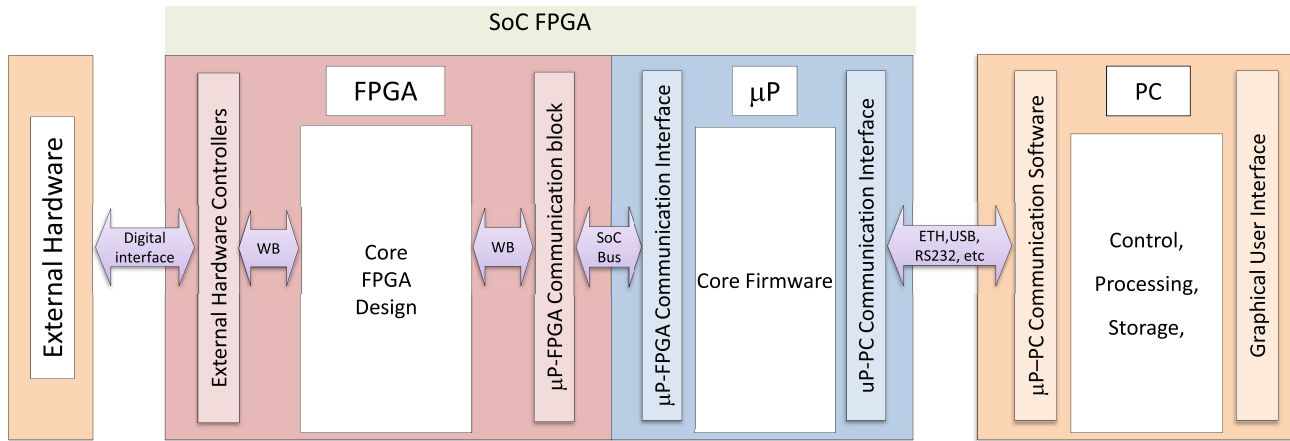 SoC FPGA
External Hardware
Digital
interface
External Hardware Controllers
WB
FPGA
Core
FPGA
Design
WB
μP-FPGA Communication block
SoC
Bus
μP-FPGA Communication Interface
μP
Core Firmware
uP-PC Communication Interface
ETH,USB,
RS232, etc
μP–PC Communication Software
PC
Control,
Processing,
Storage,
Graphical User Interface